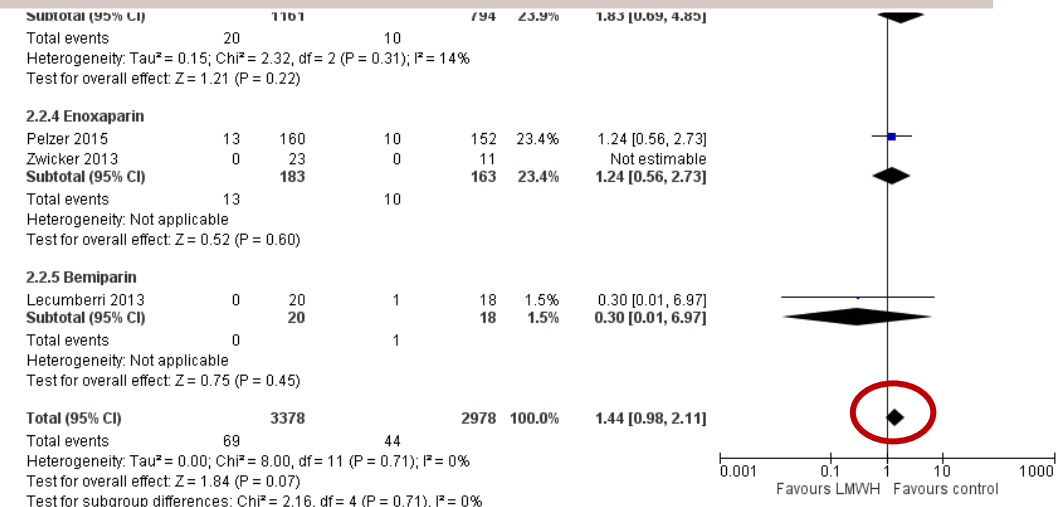 Subtotal (95% CI) 1161 794 23.9% 1.83 [0.69, 4.85]
Total events 20 10
Heterogeneity: Tau² = 0.15; Chi² = 2.32, df = 2 (P = 0.31); I² = 14%
Test for overall effect: Z = 1.21 (P = 0.22)
2.2.4 Enoxaparin
Pelzer 2015 13 160 10 152 23.4% 1.24 [0.56, 2.73]
Zwicker 2013 0 23 0 11 Not estimable
Subtotal (95% CI) 183 163 23.4% 1.24 [0.56, 2.73]
Total events 13 10
Heterogeneity: Not applicable
Test for overall effect: Z = 0.52 (P = 0.60)
2.2.5 Bemiparin
Lecumberri 2013 0 20 1 18 1.5% 0.30 [0.01, 6.97]
Subtotal (95% CI) 20 18 1.5% 0.30 [0.01, 6.97]
Total events 0 1
Heterogeneity: Not applicable
Test for overall effect: Z = 0.75 (P = 0.45)
Total (95% CI) 3378 2978 100.0% 1.44 [0.98, 2.11]
Total events 69 44
Heterogeneity: Tau² = 0.00; Chi² = 8.00, df = 11 (P = 0.71); I² = 0%
Test for overall effect: Z = 1.84 (P = 0.07)
Test for subgroup differences: Chi² = 2.16, df = 4 (P = 0.71), I² = 0%
0.001 0.1 1 10 1000
Favours LMWH Favours control